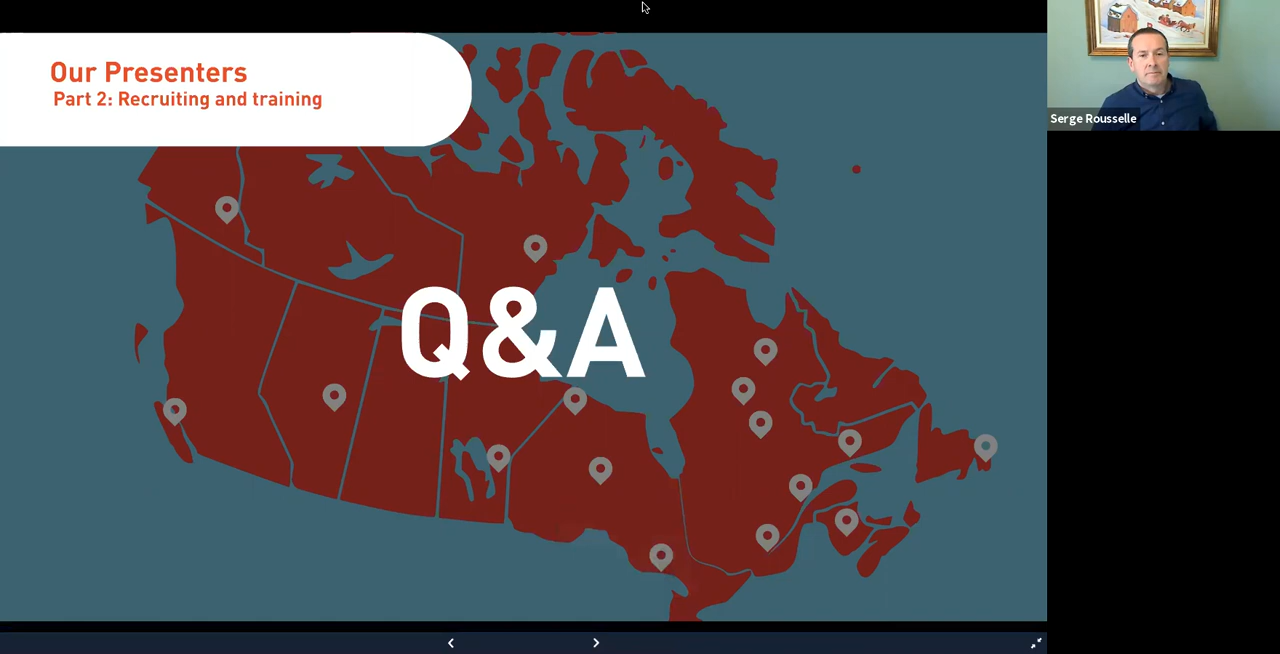 Our Presenters
Part 2: Recruiting and training
Q&A
Serge Rousselle